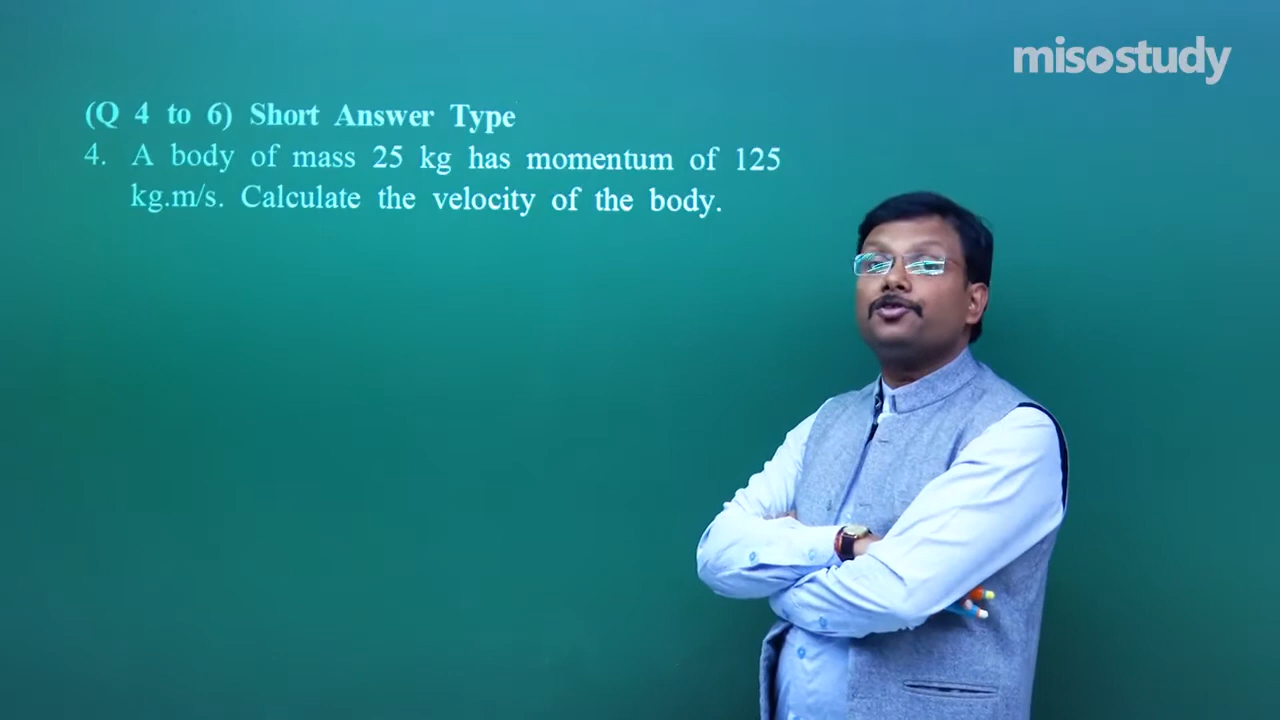 misostudy
(Q 4 to 6) Short Answer Type
4. A body of mass 25 kg has momentum of 125
kg.m/s. Calculate the velocity of the body.